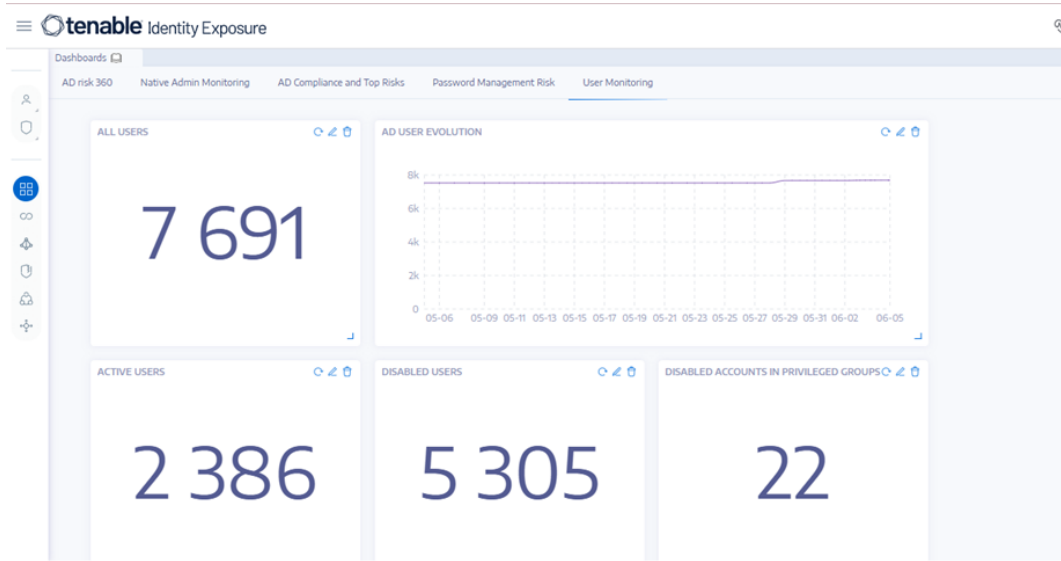 tenable Identity Exposure
Dashboards
AD risk 360 Native Admin Monitoring AD Compliance and Top Risks Password Management Risk User Monitoring
ALL USERS
7 691
AD USER EVOLUTION
8k
6k
4k
2k
0
05-06 05-09 05-11 05-13 05-15 05-17 05-19 05-21 05-23 05-25 05-27 05-29 05-31 06-02 06-05
ACTIVE USERS
2 386
DISABLED USERS
5 305
DISABLED ACCOUNTS IN PRIVILEGED GROUPS
22